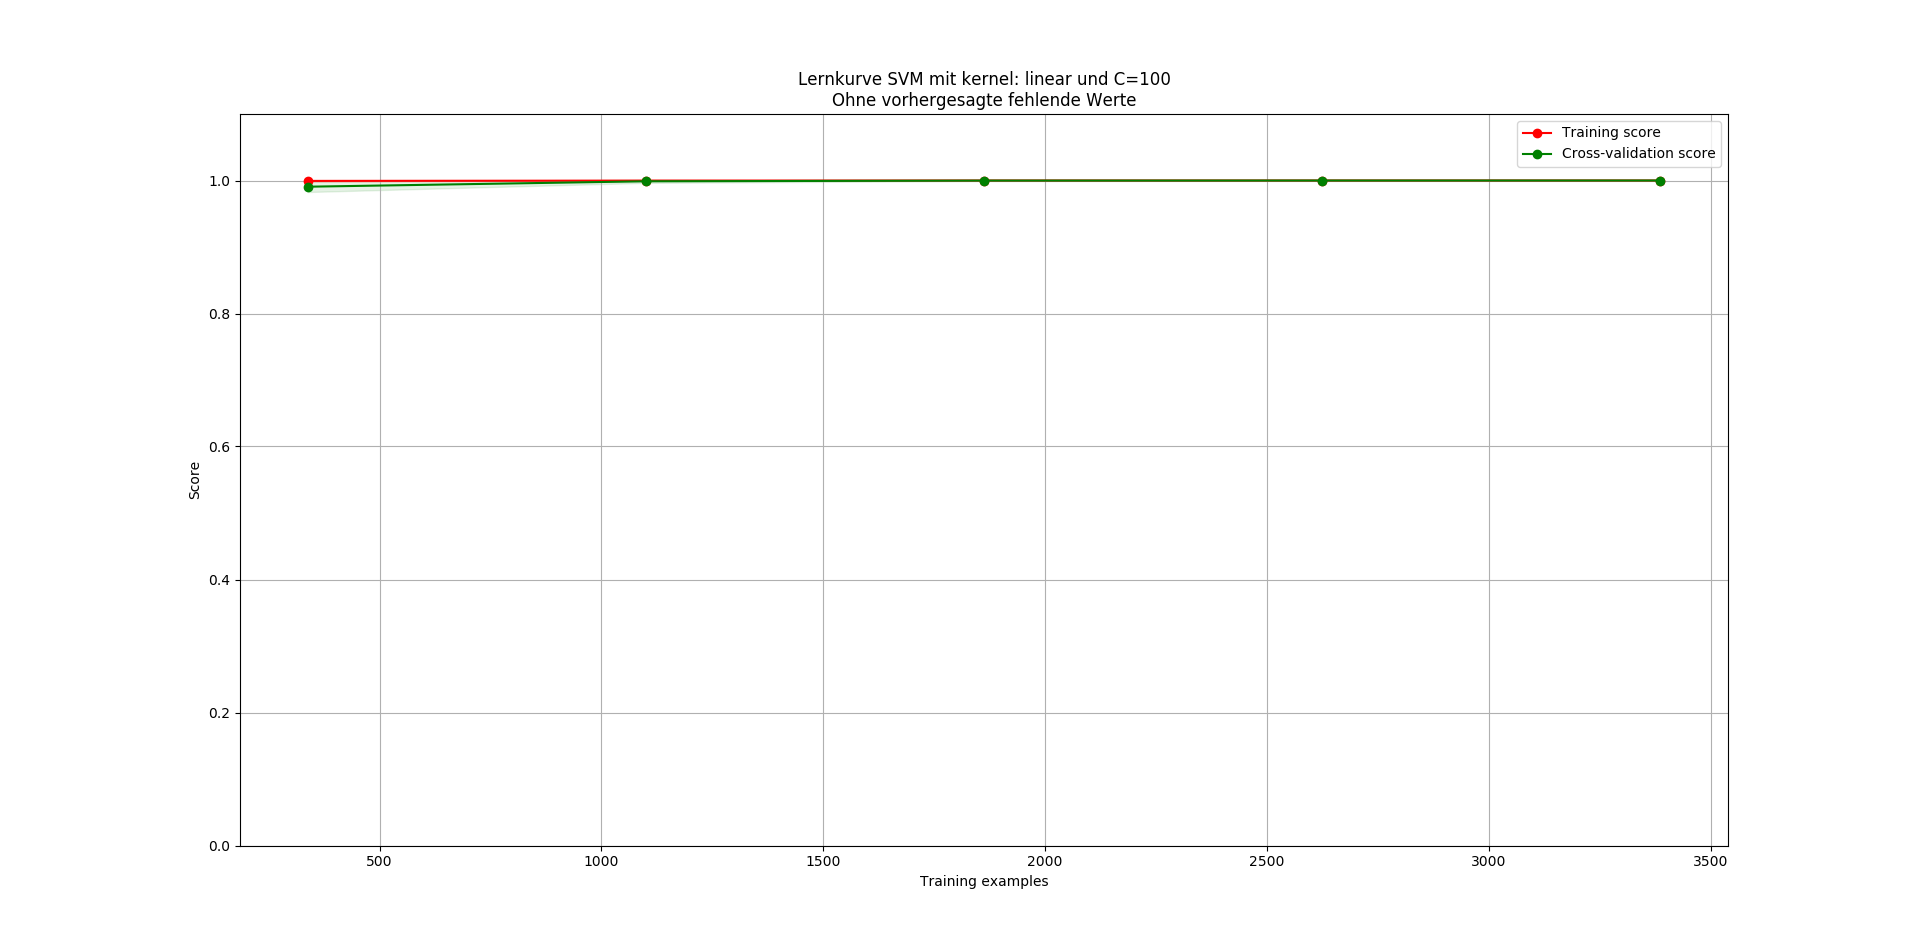 Lernkurve SVM mit kernel: linear und C=100
Ohne vorhergesagte fehlende Werte
Training score
Cross-validation score
1.0
0.8
0.6
0.4
0.2
0.0
Score
500 1000 1500 2000 2500 3000 3500
Training examples